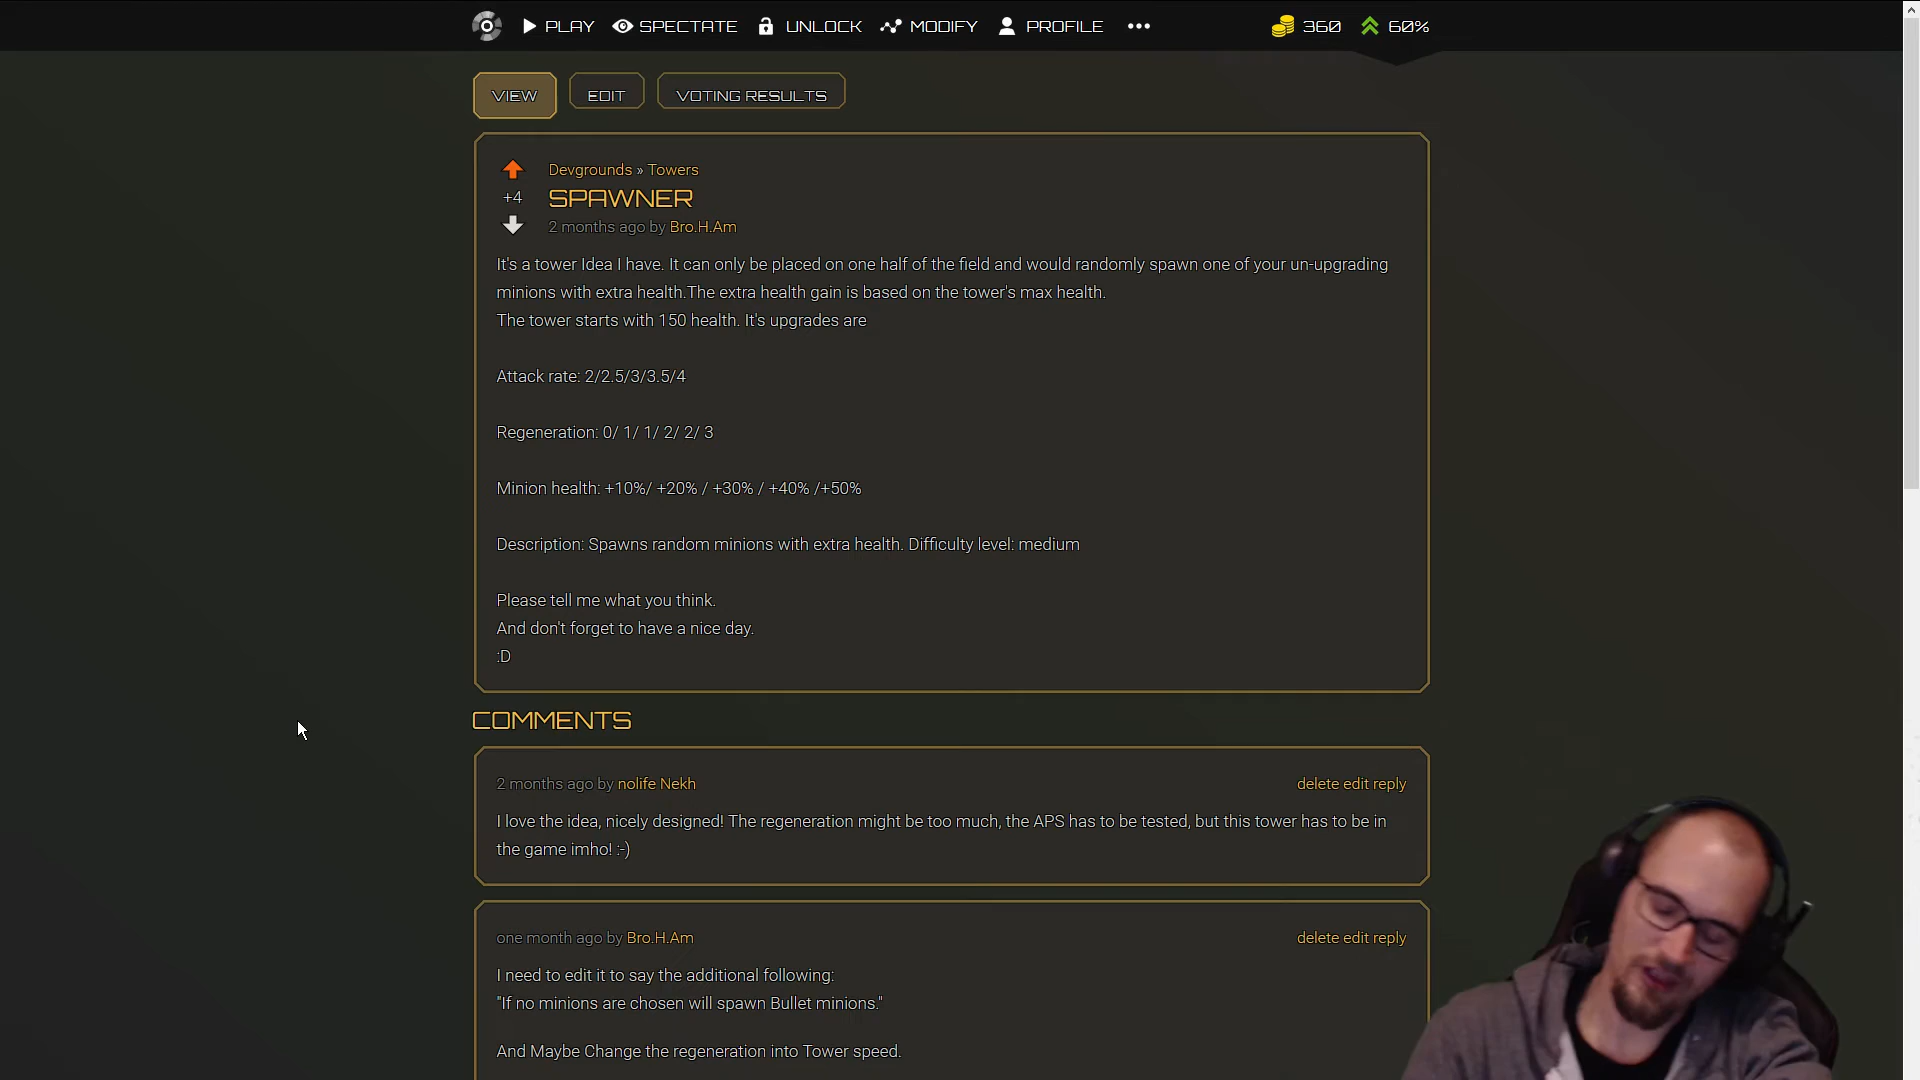 PLAY SPECTATE UNLOCK MODIFY PROFILE ••• 360 60%
VIEW EDIT VOTING RESULTS
Devgrounds » Towers
+4
SPAWNER
2 months ago by Bro.H.Am
It's a tower Idea I have. It can only be placed on one half of the field and would randomly spawn one of your un-upgrading
minions with extra health.The extra health gain is based on the tower's max health.
The tower starts with 150 health. It's upgrades are
Attack rate: 2/2.5/3/3.5/4
Regeneration: 0/ 1/ 1/ 2/ 2/ 3
Minion health: +10%/ +20% / +30% / +40% /+50%
Description: Spawns random minions with extra health. Difficulty level: medium
Please tell me what you think.
And don't forget to have a nice day.
:D
COMMENTS
2 months ago by nolife Nekh delete edit reply
I love the idea, nicely designed! The regeneration might be too much, the APS has to be tested, but this tower has to be in
the game imho! :-)
one month ago by Bro.H.Am delete edit reply
I need to edit it to say the additional following:
"If no minions are chosen will spawn Bullet minions."
And Maybe Change the regeneration into Tower speed.